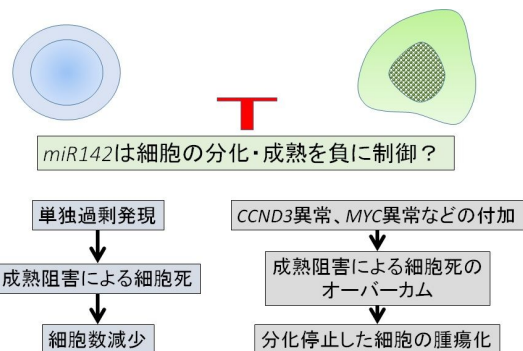 miR142は細胞の分化・成熟を負に制御？
単独過剰発現
成熟阻害による細胞死
細胞数減少
CCND3異常、MYC異常などの付加
成熟阻害による細胞死の
オーバーカム
分化停止した細胞の腫瘍化